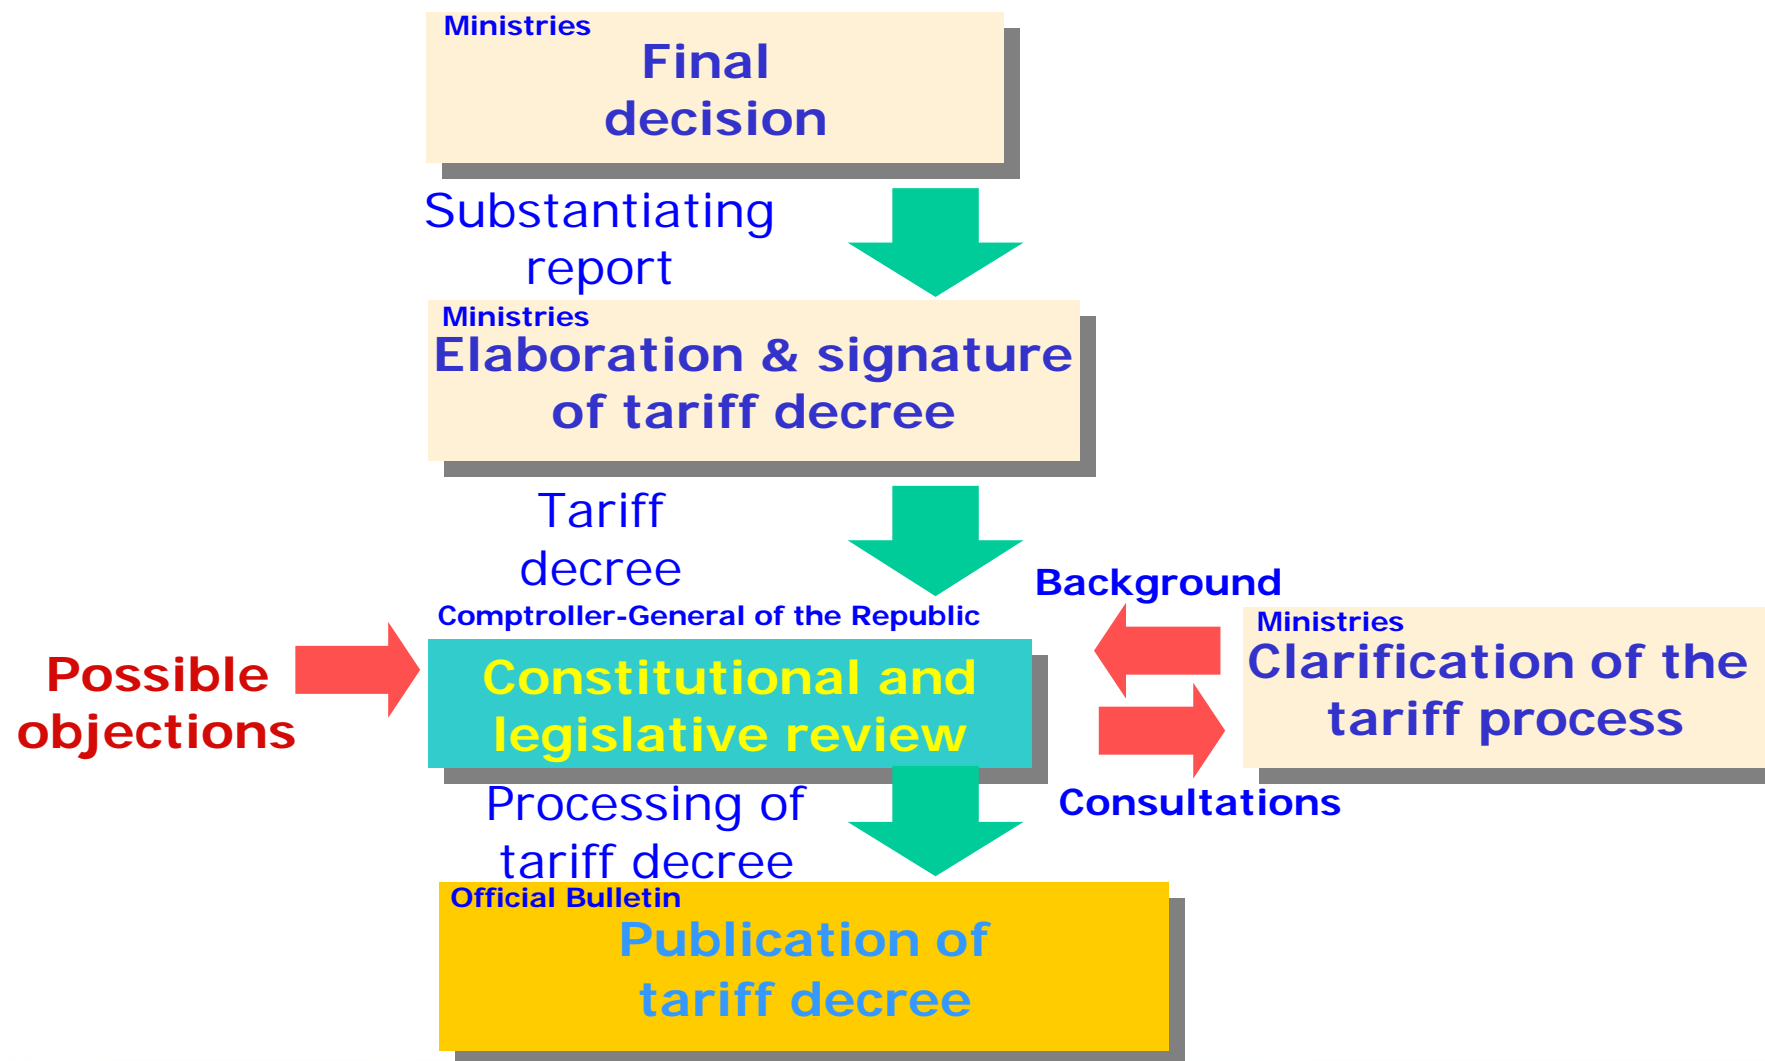 Ministries
Final
decision
Substantiating
report
Ministries
Elaboration & signature
of tariff decree
Tariff
decree
Background
Comptroller-General of the Republic
Possible
objections
Constitutional and
legislative review
Ministries
Clarification of the
tariff process
Consultations
Processing of
tariff decree
Official Bulletin
Publication of
tariff decree